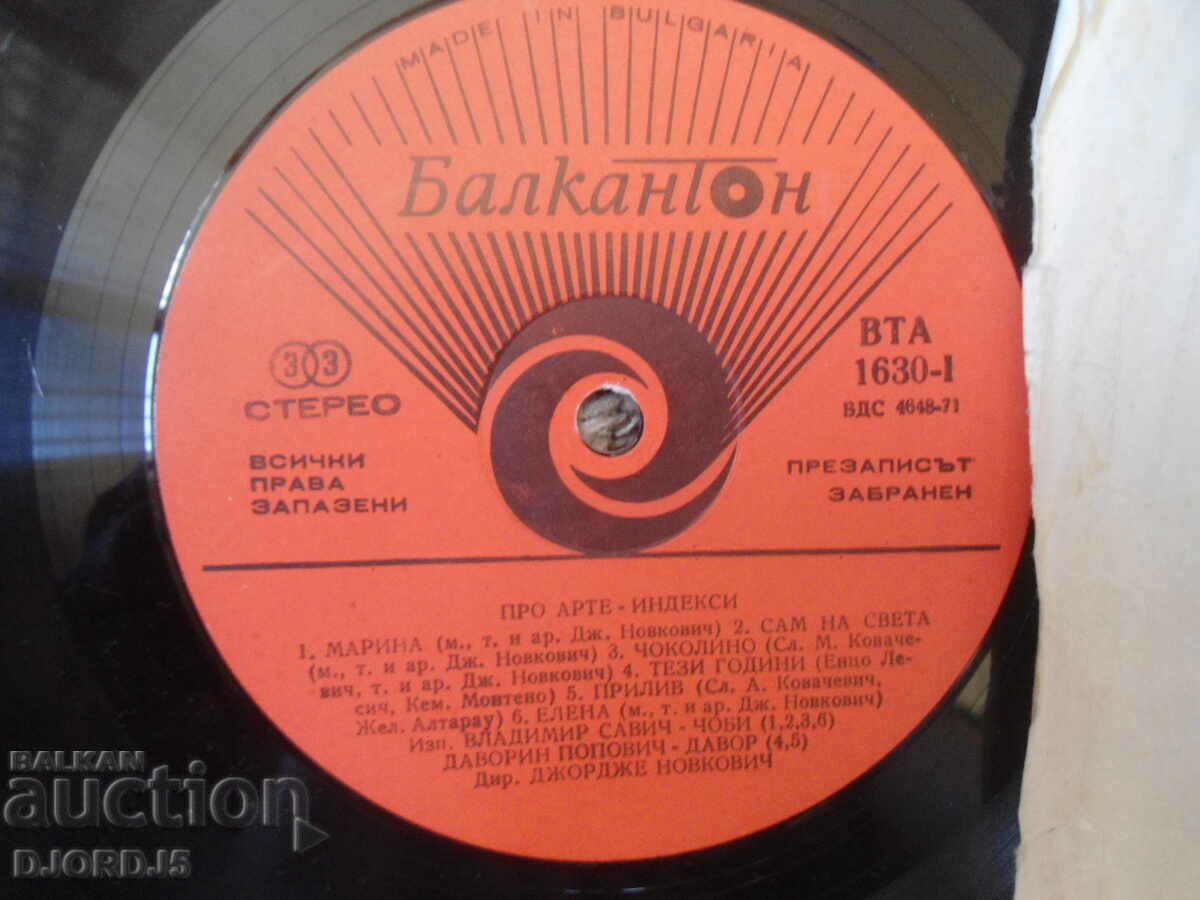 MADE IN BULGARIA
Балкантон
33
СТЕРЕО
ВТА
1630-I
ВДС 4648-71
ВСИЧКИ
ПРАВА
ЗАПАЗЕНИ
ПРЕЗАПИСЪТ
ЗАБРАНЕН
ПРО АРТЕ - ИНДЕКСИ
1. МАРИНА (м., т. и ар. Дж. Новкович) 2. САМ НА СВЕТА
(м., т. и ар. Дж. Новкович) 3. ЧОКОЛИНО (Сл. М. Коваче-
вич, т. и ар. Дж. Новкович) 4. ТЕЗИ ГОДИНИ (Енцо Ле-
сич, Кем. Монтено) 5. ПРИЛИВ (Сл. А. Ковачевич,
Жел. Алтарау) 6. ЕЛЕНА (м., т. и ар. Дж. Новкович)
Изп. ВЛАДИМИР САВИЧ - ЧОБИ (1,2,3,6)
ДАВОРИН ПОПОВИЧ - ДАВОР (4,5)
Дир. ДЖОРДЖЕ НОВКОВИЧ
BALKAN
auction
DJORDJ5